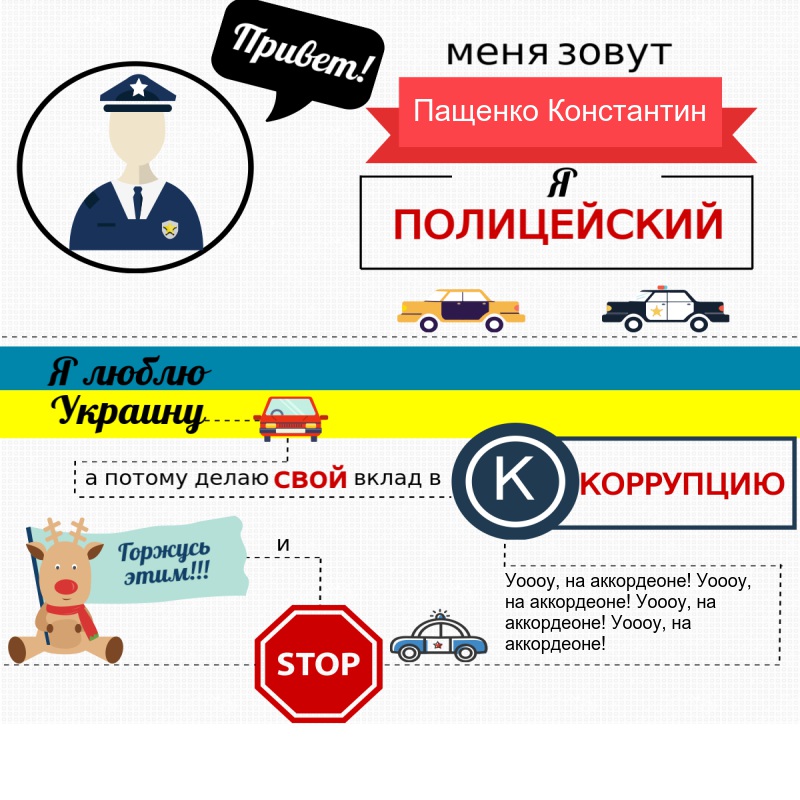 Привет!
меня зовут
Пащенко Константин
Я
ПОЛИЦЕЙСКИЙ
Я люблю
Украину
а потому делаю СВОЙ вклад в
К
КОРРУПЦИЮ
Горжусь
этим!!!
и
STOP
Уоооу, на аккордеоне! Уоооу,
на аккордеоне! Уоооу, на
аккордеоне! Уоооу, на
аккордеоне!